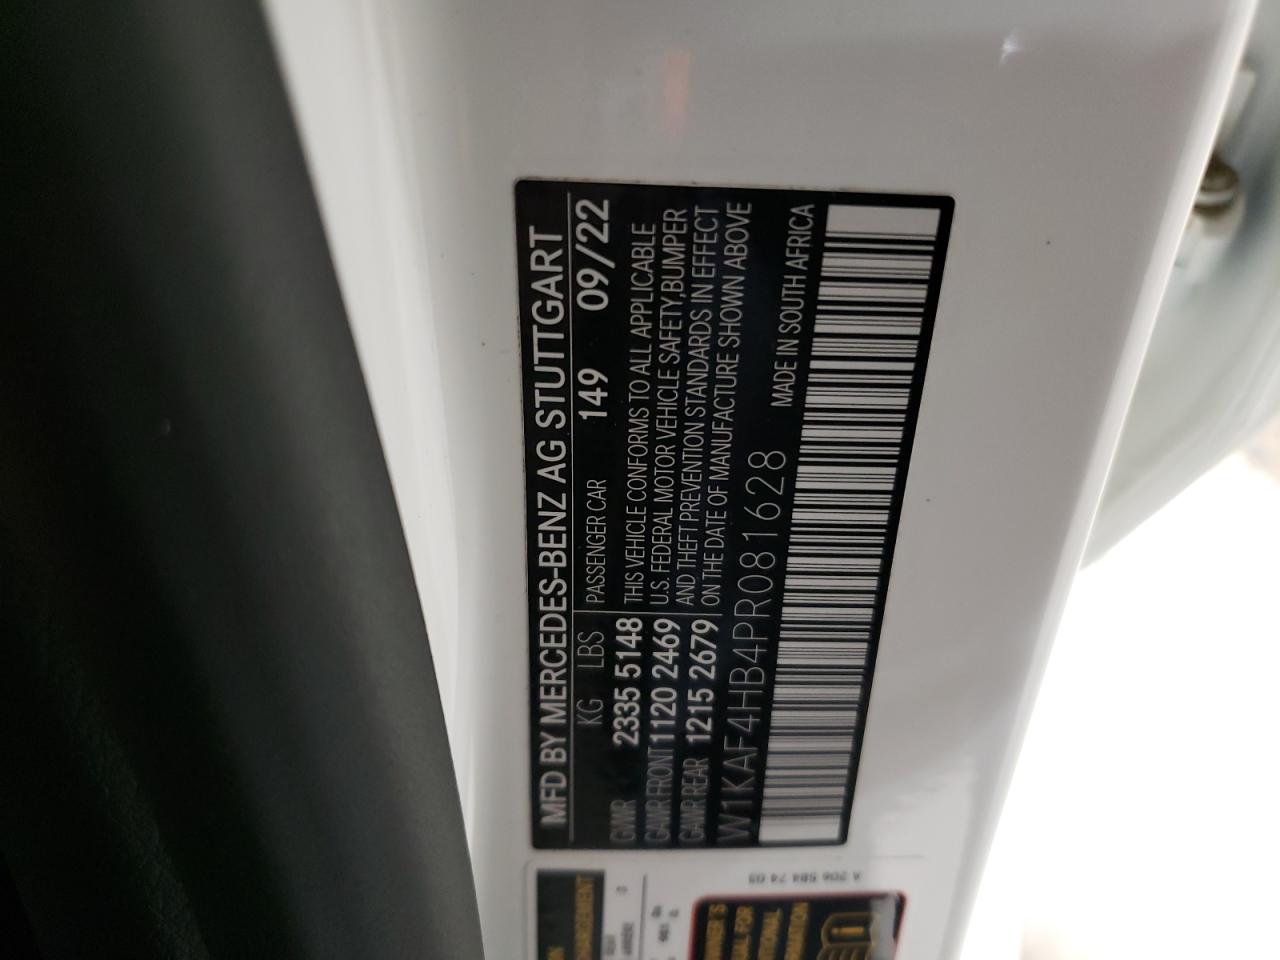 MFD BY MERCEDES-BENZ AG STUTTGART
KG LBS PASSENGER CAR 149 09/22
GVWR 2335 5148 THIS VEHICLE CONFORMS TO ALL APPLICABLE
GAWR FRONT 1120 2469 U.S. FEDERAL MOTOR VEHICLE SAFETY,BUMPER
GAWR REAR 1215 2679 AND THEFT PREVENTION STANDARDS IN EFFECT
ON THE DATE OF MANUFACTURE SHOWN ABOVE
W1KAF4HB4PR081628 MADE IN SOUTH AFRICA
A 206 584 74 03